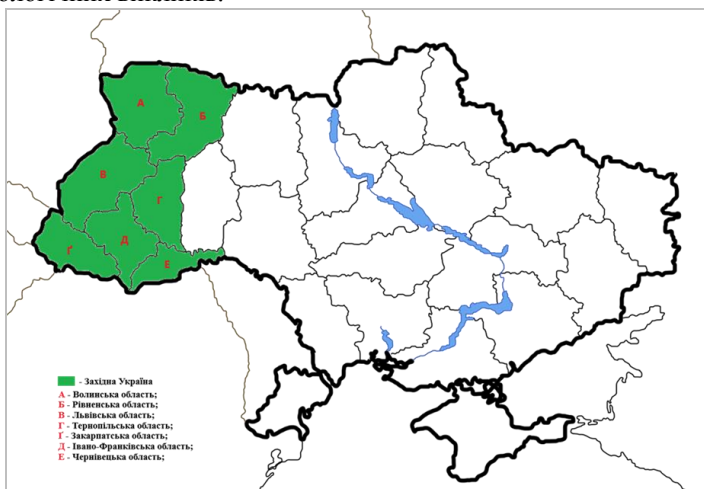 А
Б
В
Г
Д
Ґ
Е
- Західна Україна
А - Волинська область;
Б - Рівненська область;
В - Львівська область;
Г - Тернопільська область;
Ґ - Закарпатська область;
Д - Івано-Франківська область;
Е - Чернівецька область;